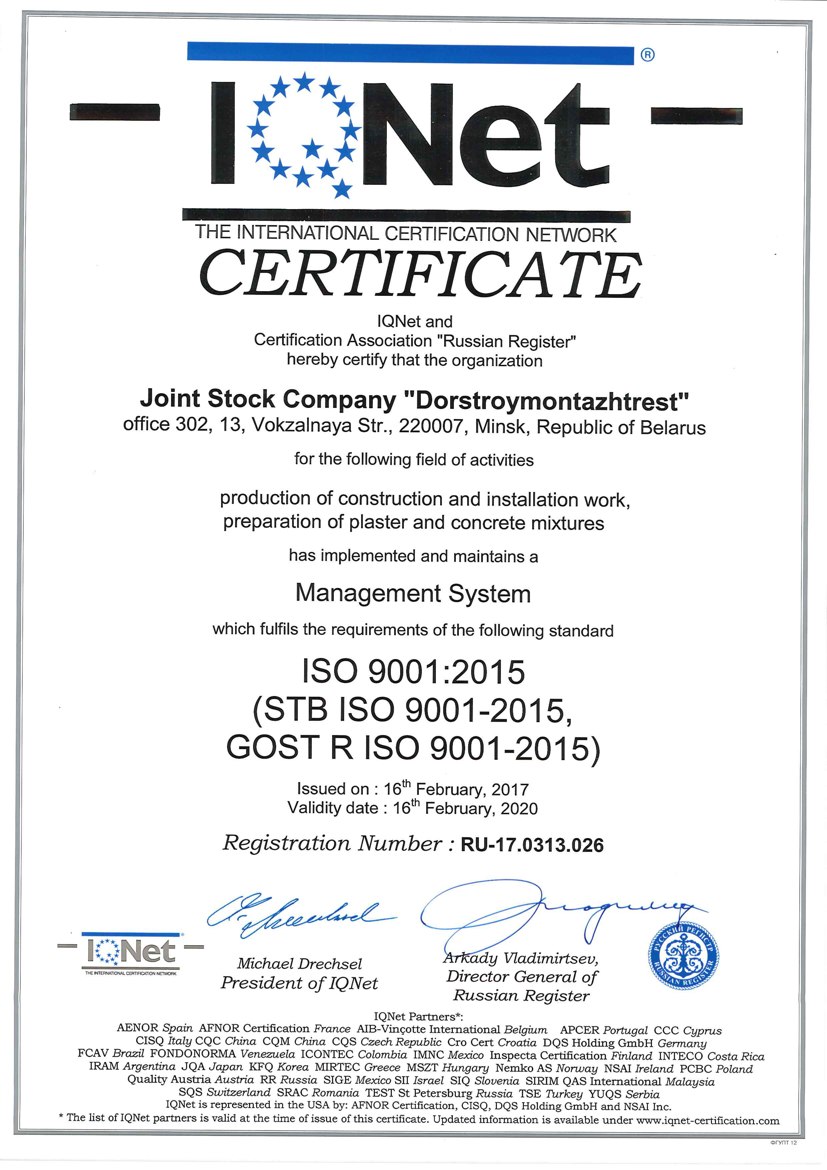 IQNet ®
THE INTERNATIONAL CERTIFICATION NETWORK
CERTIFICATE
IQNet and
Certification Association "Russian Register"
hereby certify that the organization
Joint Stock Company "Dorstroymontazhtrest"
office 302, 13, Vokzalnaya Str., 220007, Minsk, Republic of Belarus
for the following field of activities
production of construction and installation work,
preparation of plaster and concrete mixtures
has implemented and maintains a
Management System
which fulfils the requirements of the following standard
ISO 9001:2015
(STB ISO 9001-2015,
GOST R ISO 9001-2015)
Issued on : 16th February, 2017
Validity date : 16th February, 2020
Registration Number : RU-17.0313.026
IQNet
THE INTERNATIONAL CERTIFICATION NETWORK
Michael Drechsel
President of IQNet
Arkady Vladimirtsev,
Director General of
Russian Register
РУССКИЙ РЕГИСТР
RUSSIAN REGISTER
IQNet Partners*:
AENOR Spain AFNOR Certification France AIB-Vinçotte International Belgium APCER Portugal CCC Cyprus
CISQ Italy CQC China CQM China CQS Czech Republic Cro Cert Croatia DQS Holding GmbH Germany
FCAV Brazil FONDONORMA Venezuela ICONTEC Colombia IMNC Mexico Inspecta Certification Finland INTECO Costa Rica
IRAM Argentina JQA Japan KFQ Korea MIRTEC Greece MSZT Hungary Nemko AS Norway NSAI Ireland PCBC Poland
Quality Austria Austria RR Russia SIGE Mexico SII Israel SIQ Slovenia SIRIM QAS International Malaysia
SQS Switzerland SRAC Romania TEST St Petersburg Russia TSE Turkey YUQS Serbia
IQNet is represented in the USA by: AFNOR Certification, CISQ, DQS Holding GmbH and NSAI Inc.
* The list of IQNet partners is valid at the time of issue of this certificate. Updated information is available under www.iqnet-certification.com